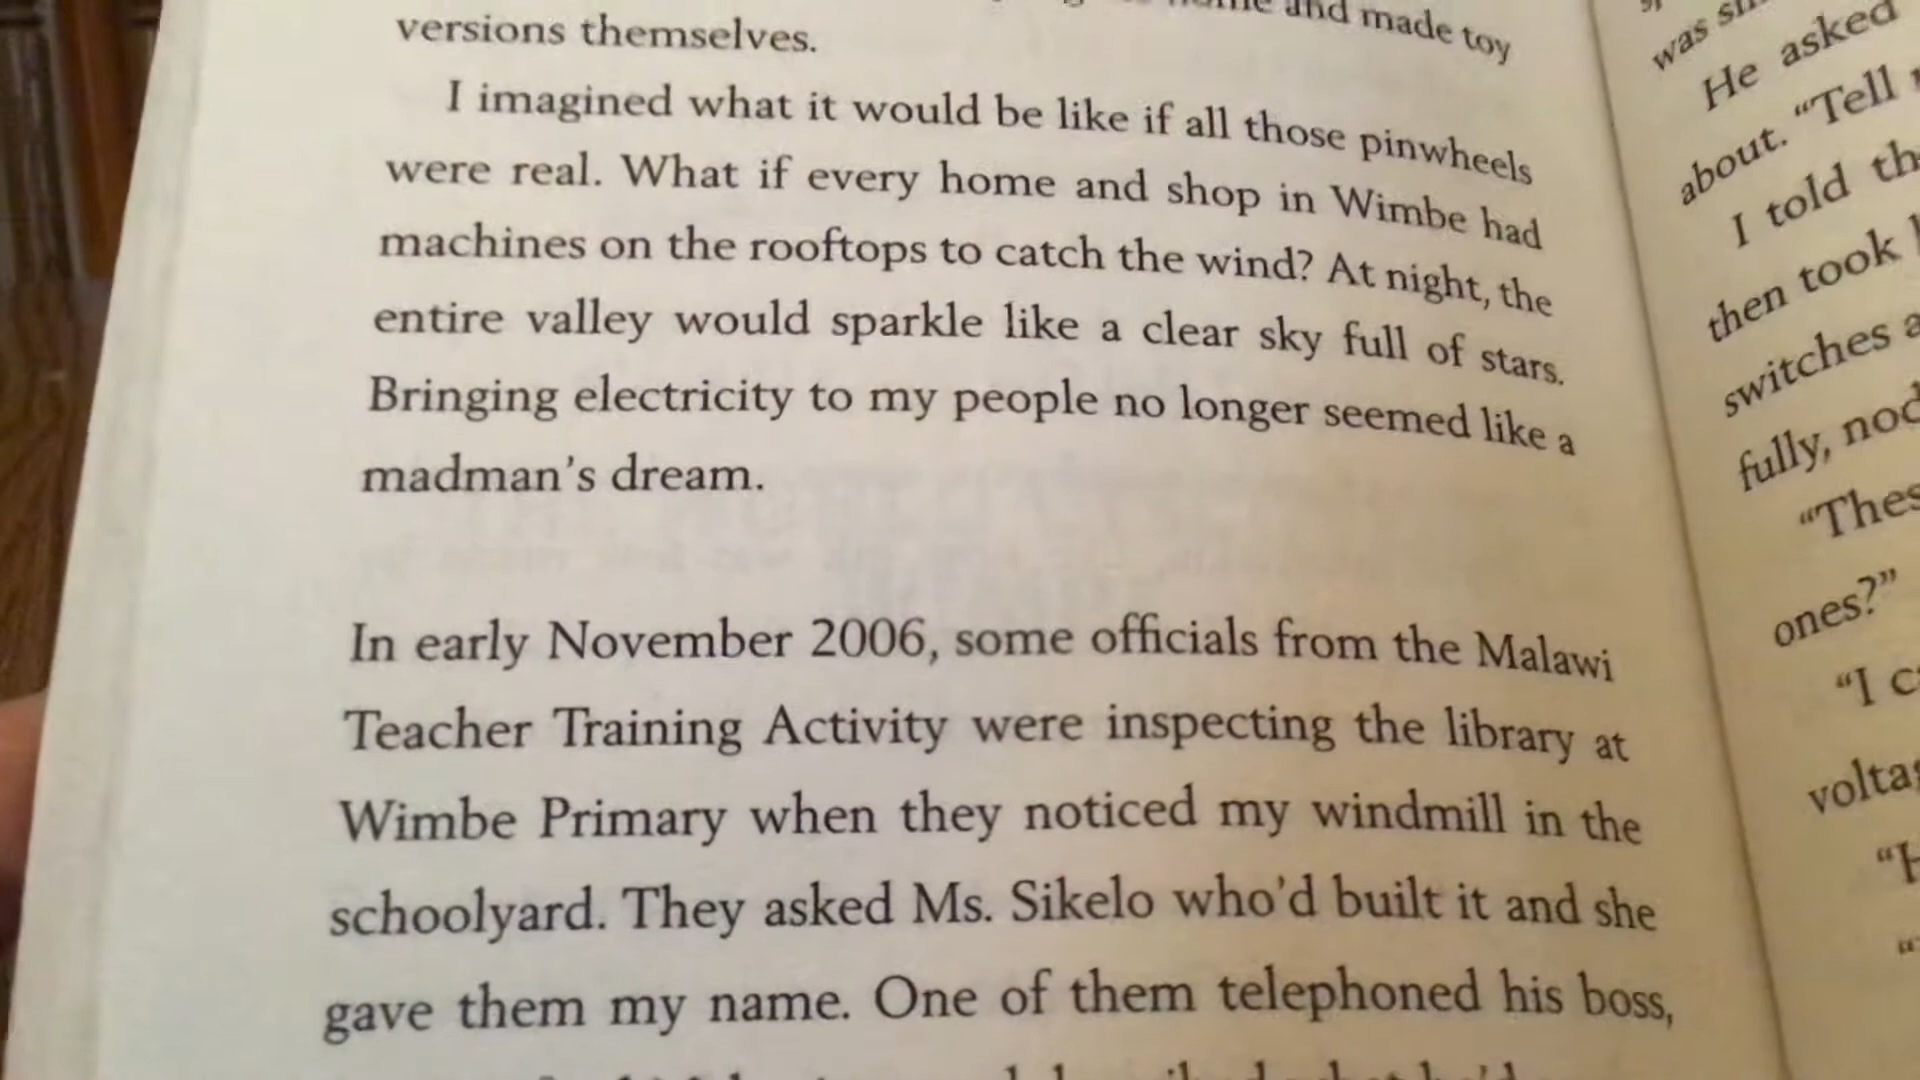 and made toy
versions themselves.
I imagined what it would be like if all those pinwheels
were real. What if every home and shop in Wimbe had
machines on the rooftops to catch the wind? At night, the
entire valley would sparkle like a clear sky full of stars.
Bringing electricity to my people no longer seemed like a
madman's dream.
In early November 2006, some officials from the Malawi
Teacher Training Activity were inspecting the library at
Wimbe Primary when they noticed my windmill in the
schoolyard. They asked Ms. Sikelo who'd built it and she
gave them my name. One of them telephoned his boss,
was
He asked
about. "Tell
I told
then took
switches
fully,
ones?"
"I